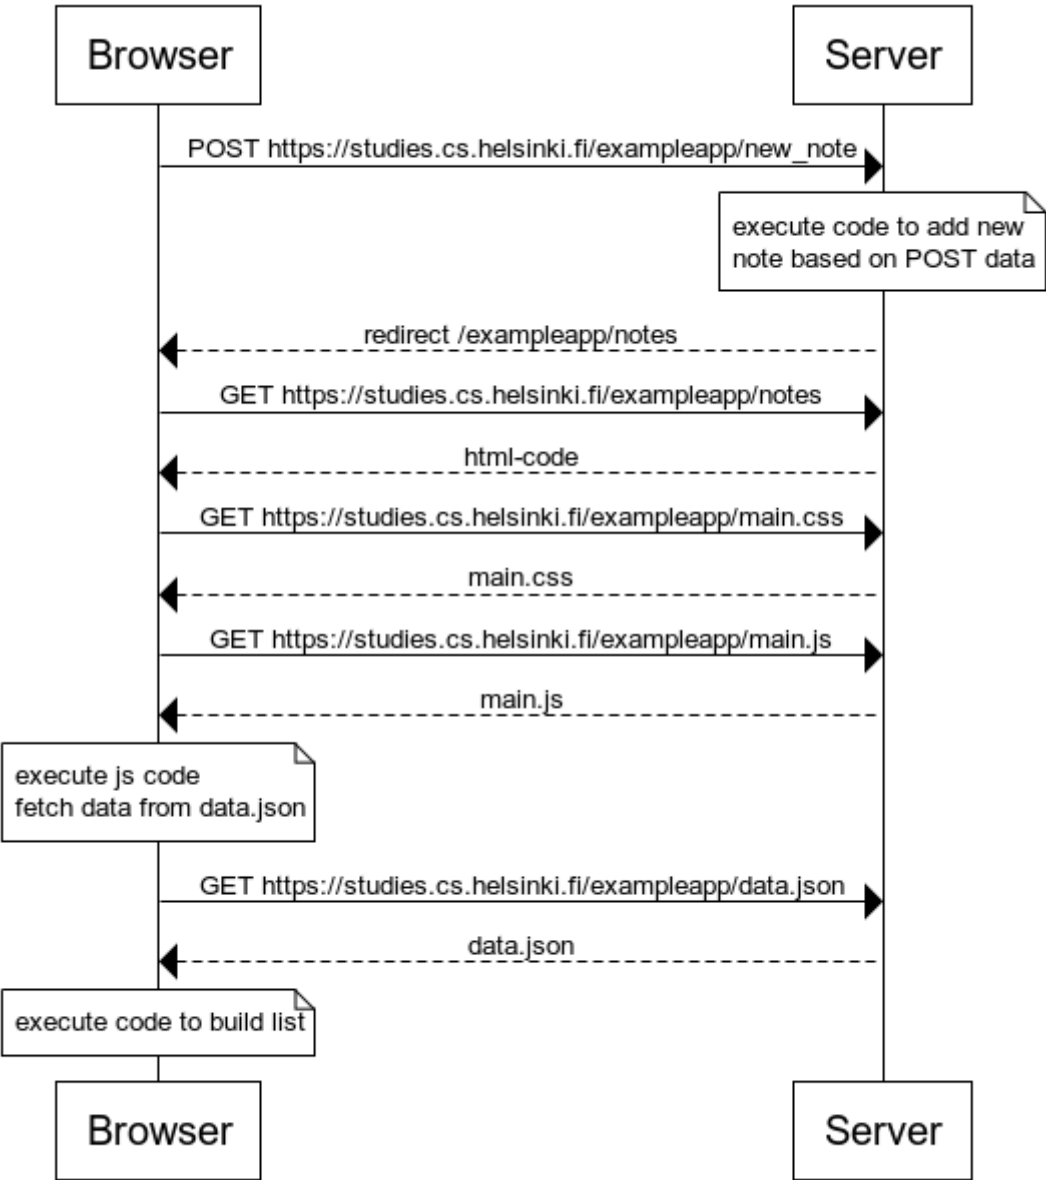 Browser
Server
POST https://studies.cs.helsinki.fi/exampleapp/new_note
execute code to add new
note based on POST data
redirect /exampleapp/notes
GET https://studies.cs.helsinki.fi/exampleapp/notes
html-code
GET https://studies.cs.helsinki.fi/exampleapp/main.css
main.css
GET https://studies.cs.helsinki.fi/exampleapp/main.js
main.js
execute js code
fetch data from data.json
GET https://studies.cs.helsinki.fi/exampleapp/data.json
data.json
execute code to build list
Browser
Server